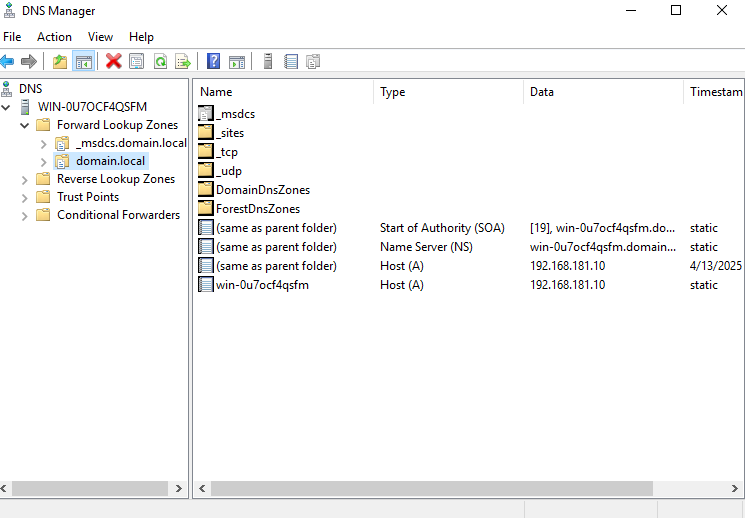 DNS Manager
File Action View Help
DNS
WIN-0U7OCF4QSFM
Forward Lookup Zones
_msdcs.domain.local
domain.local
Reverse Lookup Zones
Trust Points
Conditional Forwarders
Name Type Data Timestam
_msdcs
_sites
_tcp
_udp
DomainDnsZones
ForestDnsZones
(same as parent folder) Start of Authority (SOA) [19], win-0u7ocf4qsfm.do... static
(same as parent folder) Name Server (NS) win-0u7ocf4qsfm.domain... static
(same as parent folder) Host (A) 192.168.181.10 4/13/2025
win-0u7ocf4qsfm Host (A) 192.168.181.10 static